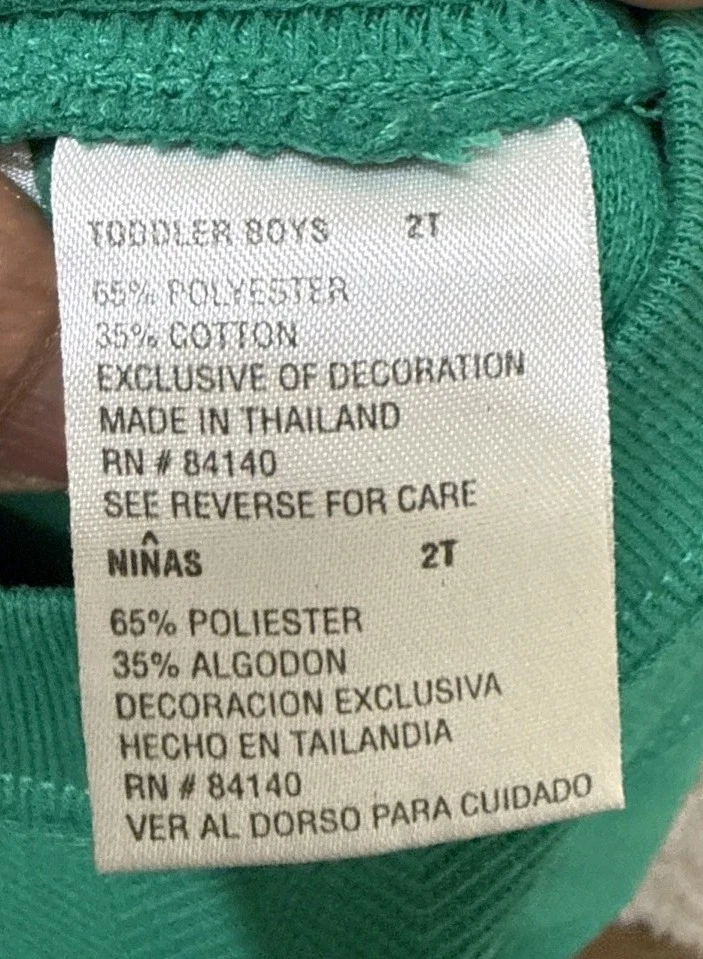 TODDLER BOYS 2T
65% POLYESTER
35% COTTON
EXCLUSIVE OF DECORATION
MADE IN THAILAND
RN # 84140
SEE REVERSE FOR CARE
NIÑAS 2T
65% POLIESTER
35% ALGODON
DECORACION EXCLUSIVA
HECHO EN TAILANDIA
RN # 84140
VER AL DORSO PARA CUIDADO